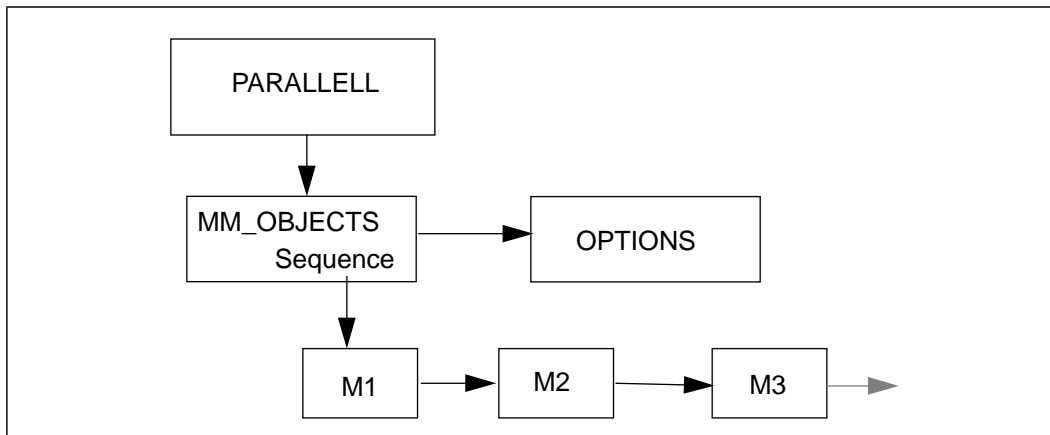 PARALLELL
MM_OBJECTS
Sequence
OPTIONS
M1
M2
M3